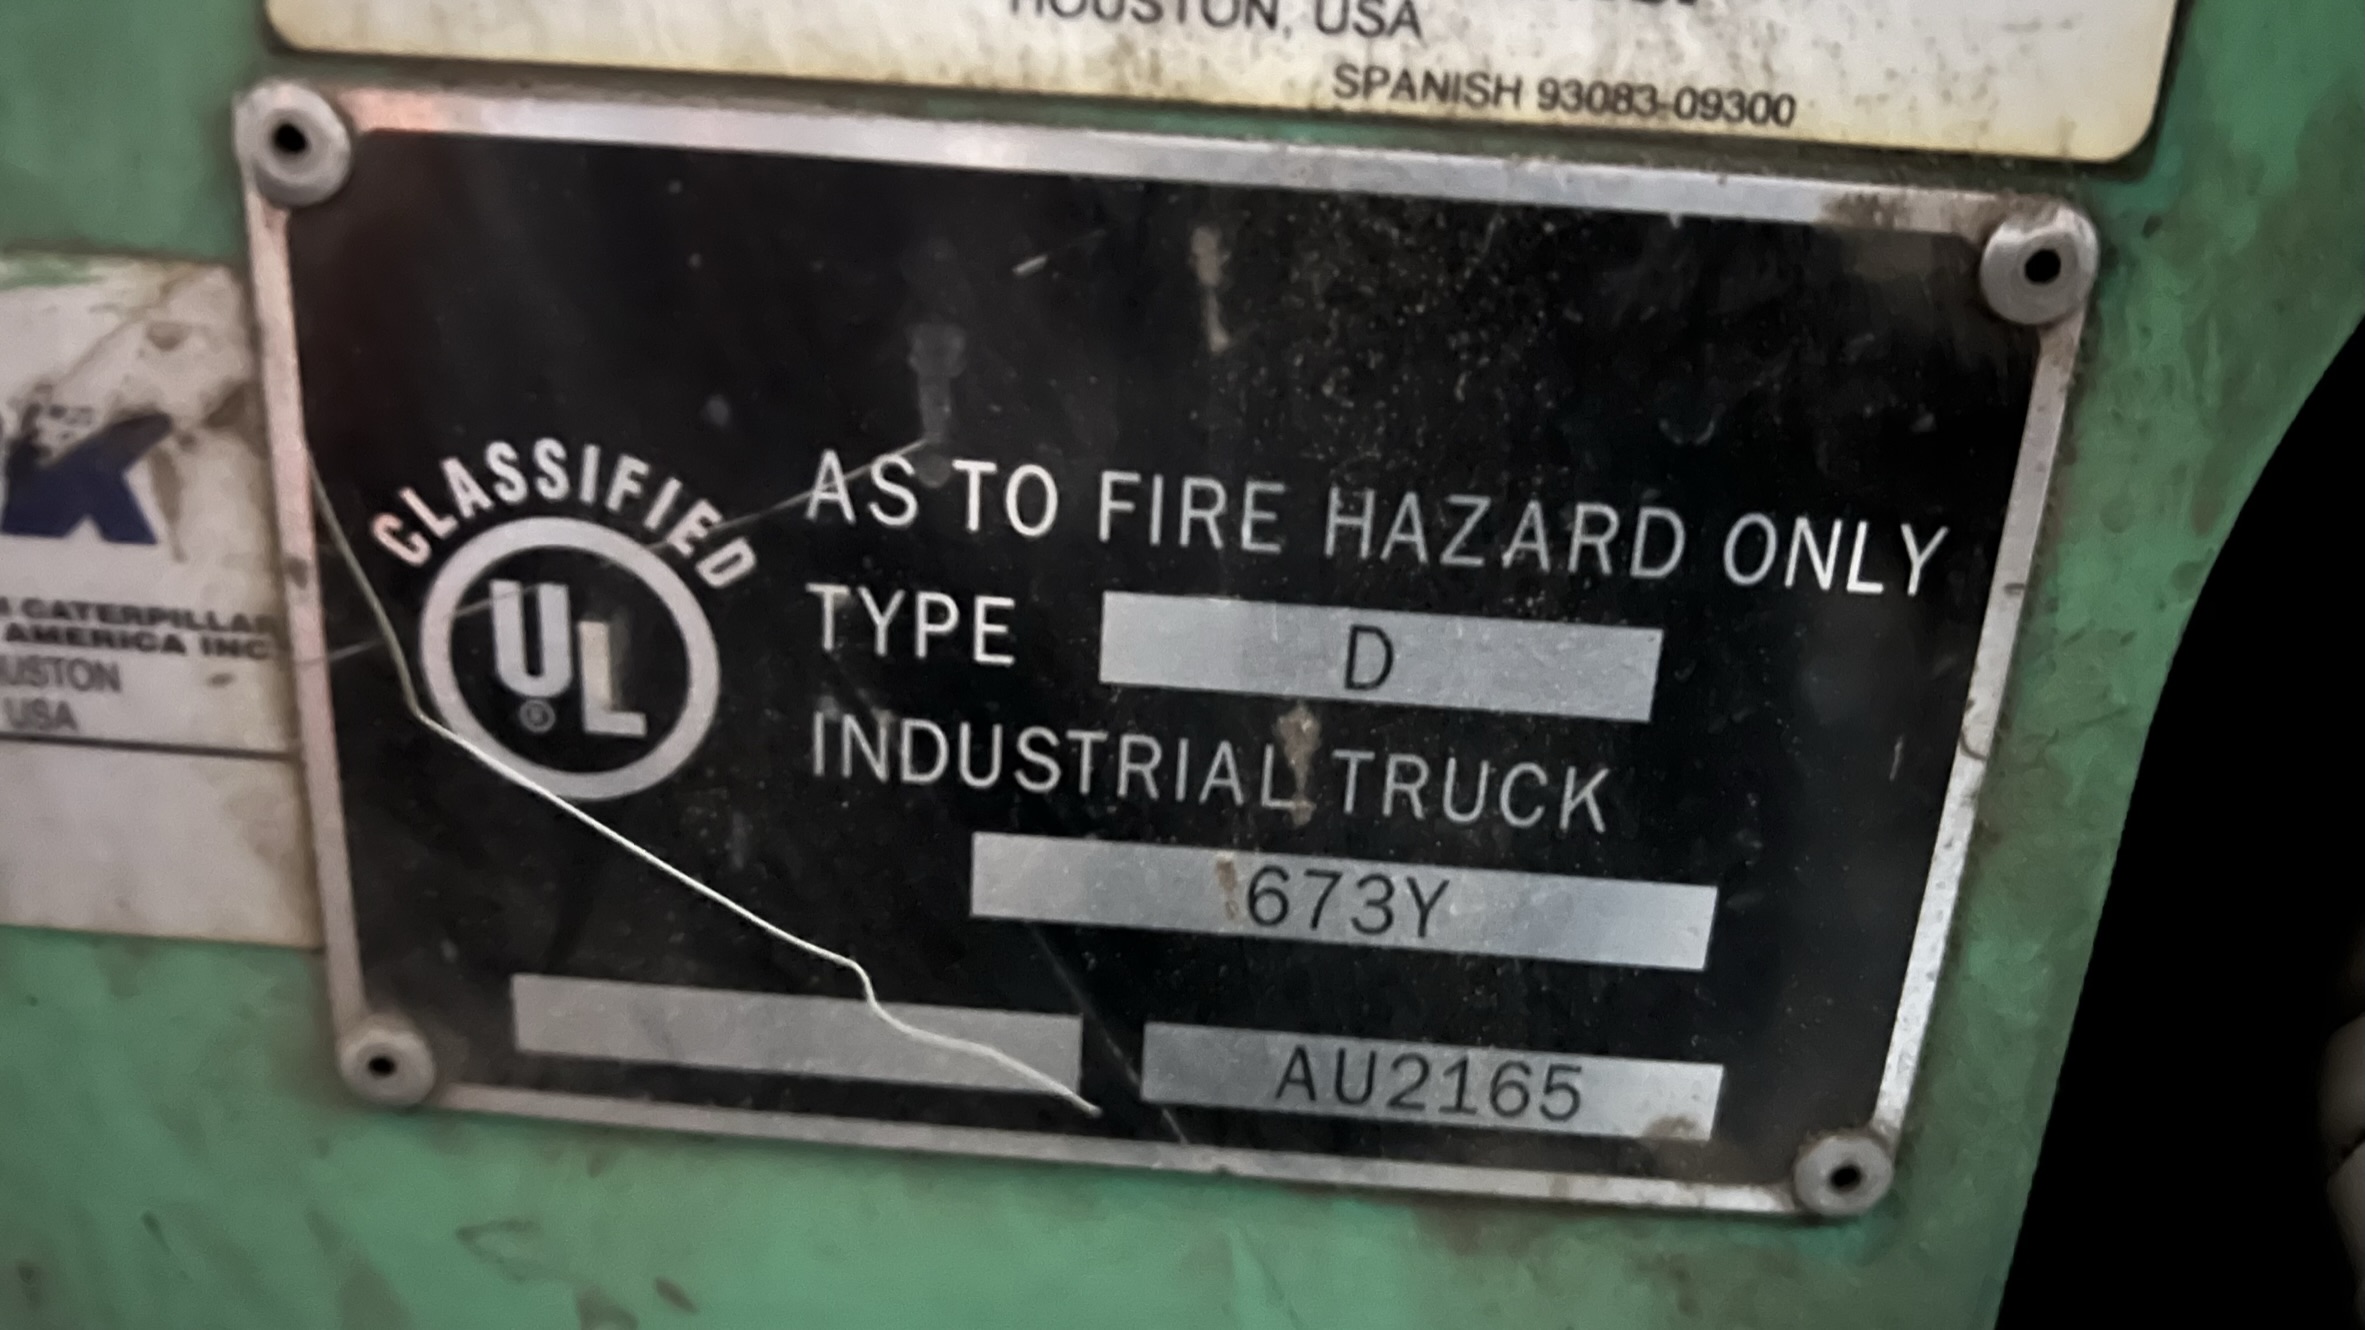 HOUSTON, USA
SPANISH 93083-09300
CLASSIFIED
UL
®
AS TO FIRE HAZARD ONLY
TYPE D
INDUSTRIAL TRUCK
673Y
AU2165
K
CATERPILLAR
AMERICA INC
USTON
USA